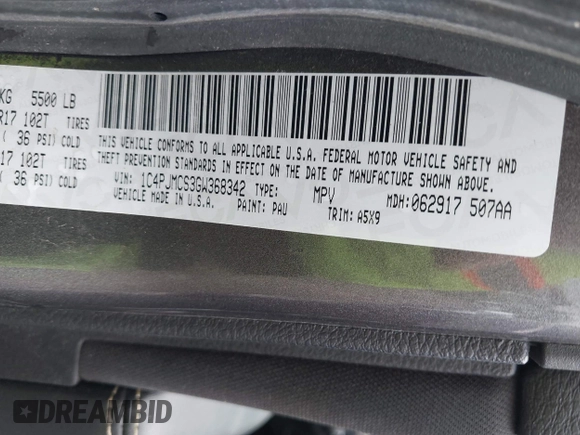 KG 5500 LB
R17 102T TIRES
( 36 PSI) COLD
17 102T TIRES
( 36 PSI) COLD
THIS VEHICLE CONFORMS TO ALL APPLICABLE U.S.A. FEDERAL MOTOR VEHICLE SAFETY AND
THEFT PREVENTION STANDARDS IN EFFECT ON THE DATE OF MANUFACTURE SHOWN ABOVE.
VIN: 1C4PJMCS3GW368342 TYPE: MPV MDH:062917 507AA
VEHICLE MADE IN U.S.A. PAINT: PAU TRIM: A5X9
DREAMBID